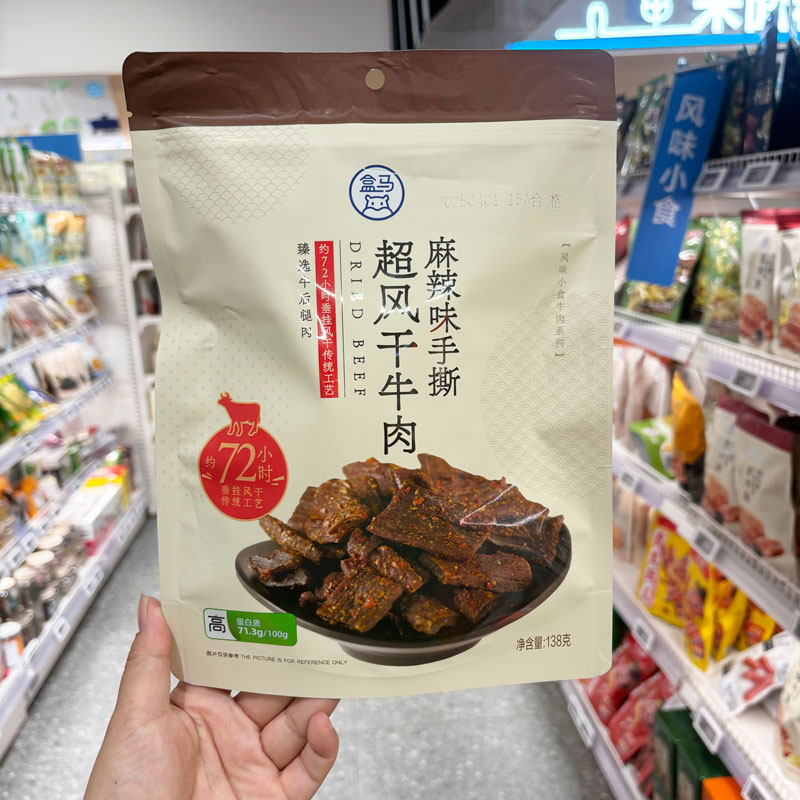 风味小食
盒马
20250401 1BA合 格
【风味小食牛肉系列】
麻辣味手撕
超风干牛肉
DRIED BEEF
约72小时垂挂风干传统工艺
臻选牛后腿肉
约72小时
垂挂风干
传统工艺
高
蛋白质
71.3g/100g
净含量:138克
图片仅供参考 THE PICTURE IS FOR REFERENCE ONLY